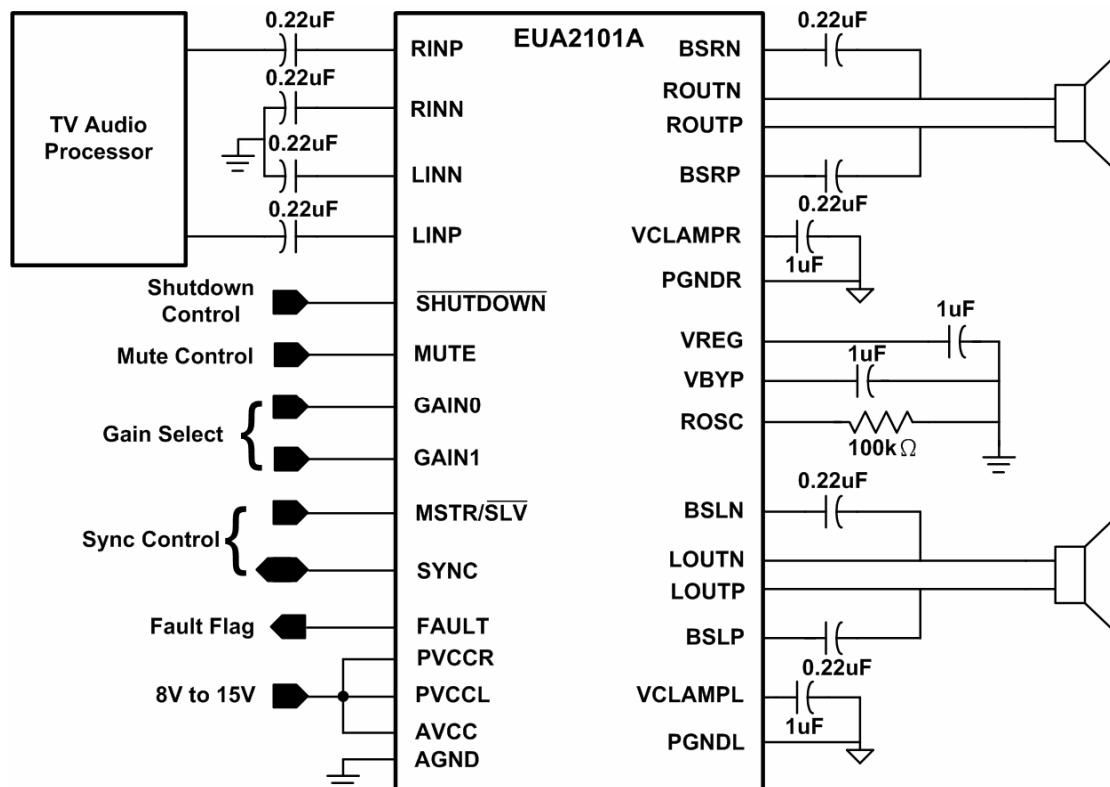 EUA2101A
TV Audio
Processor
0.22uF
0.22uF
0.22uF
0.22uF
Shutdown
Control
Mute Control
Gain Select
Sync Control
Fault Flag
8V to 15V
RINP
RINN
LINN
LINP
SHUTDOWN
MUTE
GAIN0
GAIN1
MSTR/SLV
SYNC
FAULT
PVCCR
PVCCL
AVCC
AGND
BSRN
ROUTN
ROUTP
BSRP
VCLAMPR
PGNDR
VREG
VBYP
ROSC
BSLN
LOUTN
LOUTP
BSLP
VCLAMPL
PGNDL
0.22uF
0.22uF
1uF
1uF
1uF
100kΩ
0.22uF
0.22uF
1uF